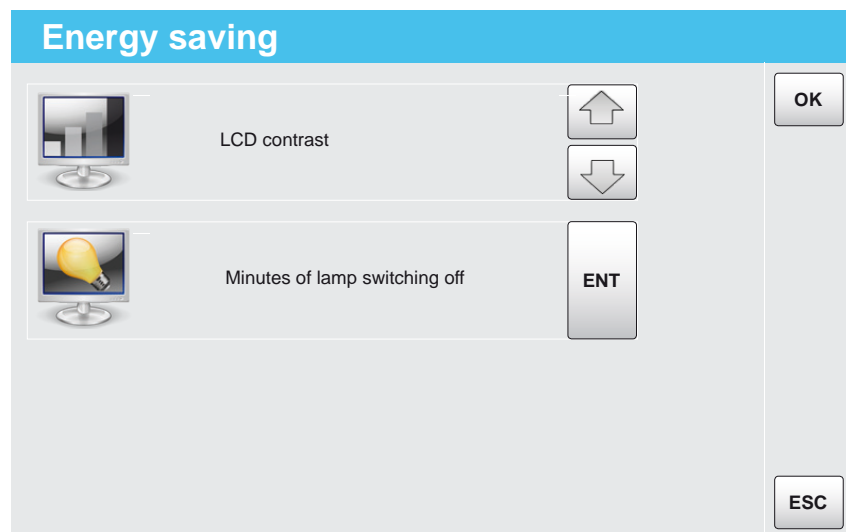 Energy saving
OK
LCD contrast
Minutes of lamp switching off
ENT
ESC